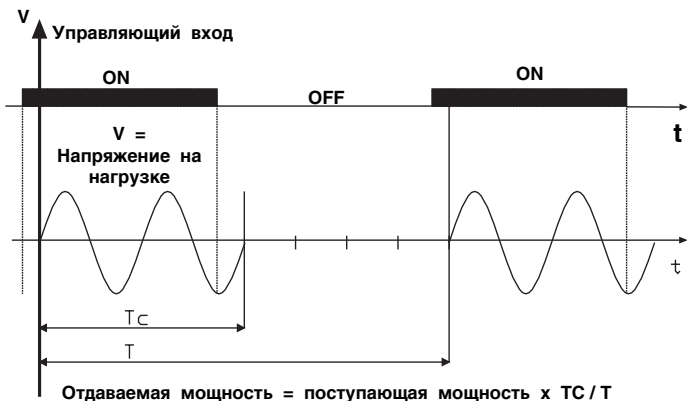 V
Управляющий вход
ON
OFF
ON
t
V =
Напряжение на
нагрузке
t
Tc
T
Отдаваемая мощность = поступающая мощность x TC / T